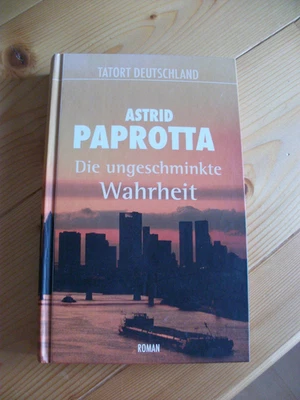 TATORT DEUTSCHLAND
ASTRID
PAPROTTA
Die ungeschminkte
Wahrheit
ROMAN